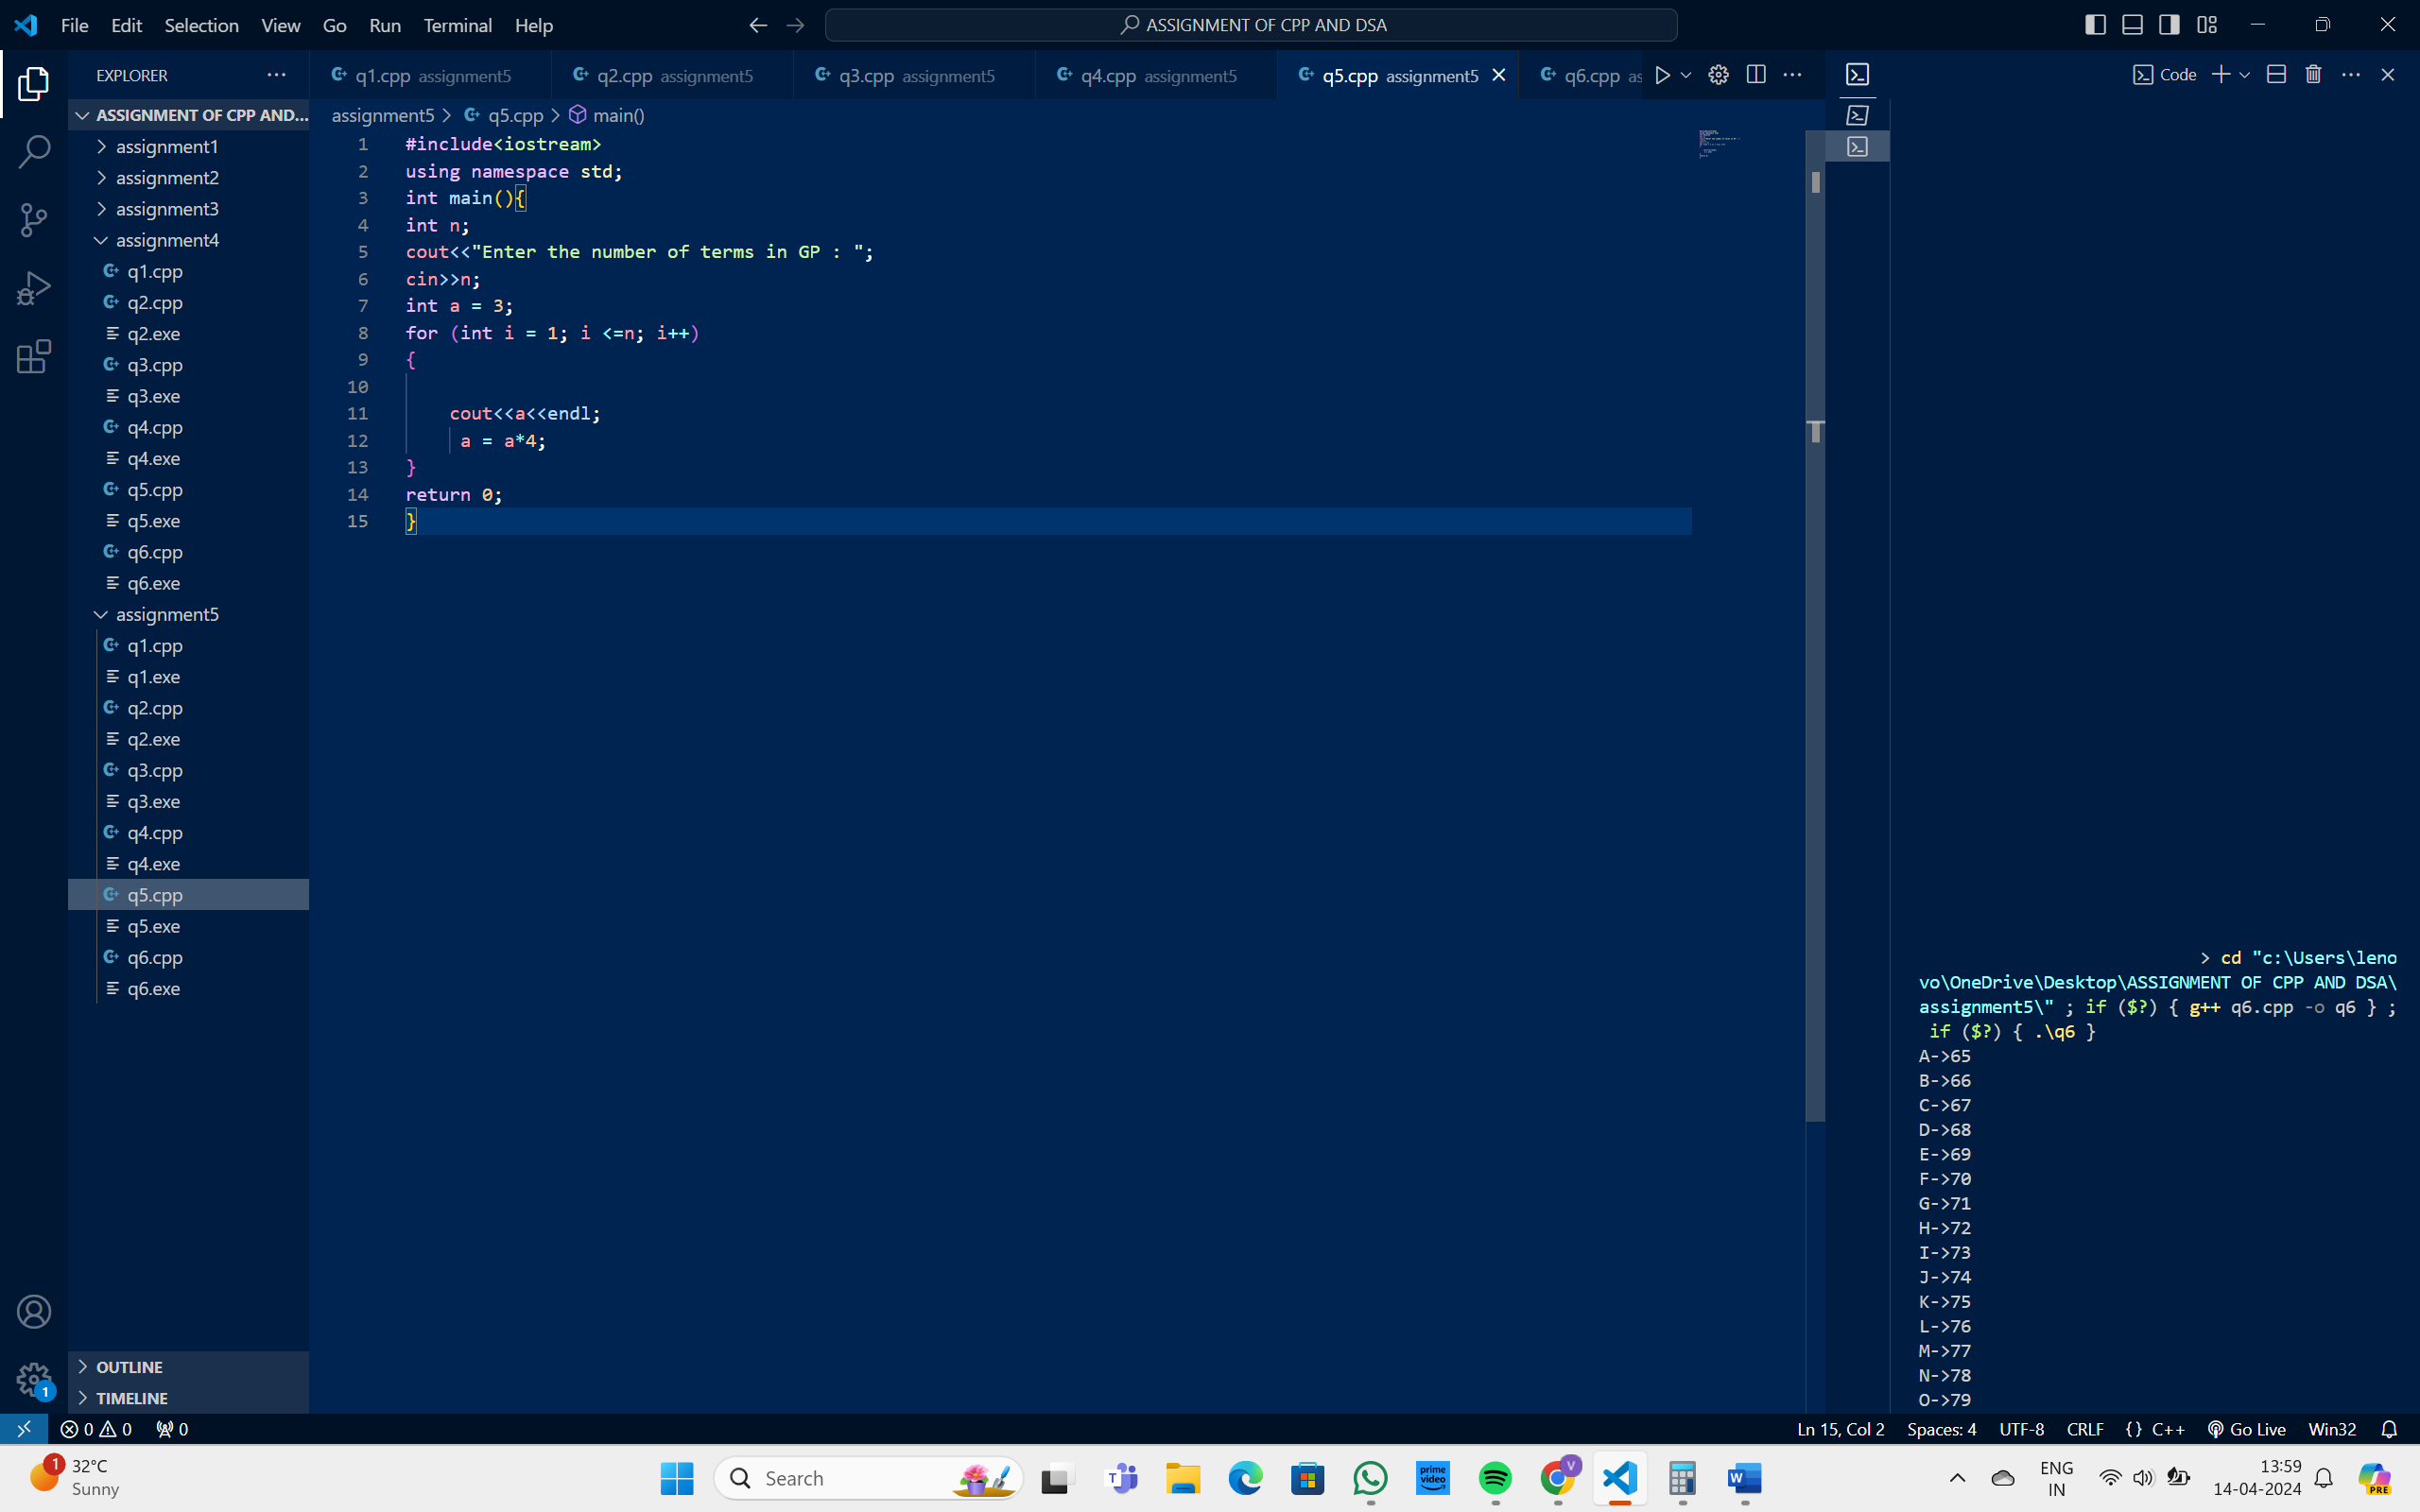 File Edit Selection View Go Run Terminal Help
ASSIGNMENT OF CPP AND DSA
EXPLORER
ASSIGNMENT OF CPP AND...
assignment1
assignment2
assignment3
assignment4
q1.cpp
q2.cpp
q2.exe
q3.cpp
q3.exe
q4.cpp
q4.exe
q5.cpp
q5.exe
q6.cpp
q6.exe
assignment5
q1.cpp
q1.exe
q2.cpp
q2.exe
q3.cpp
q3.exe
q4.cpp
q4.exe
q5.cpp
q5.exe
q6.cpp
q6.exe
OUTLINE
TIMELINE
q1.cpp assignment5 q2.cpp assignment5 q3.cpp assignment5 q4.cpp assignment5 q5.cpp assignment5 q6.cpp as
assignment5 > q5.cpp > main()
1 #include<iostream>
2 using namespace std;
3 int main(){
4 int n;
5 cout<<"Enter the number of terms in GP : ";
6 cin>>n;
7 int a = 3;
8 for (int i = 1; i <=n; i++)
9 {
10
11 cout<<a<<endl;
12 a = a*4;
13 }
14 return 0;
15 }
Code
> cd "c:\Users\leno
vo\OneDrive\Desktop\ASSIGNMENT OF CPP AND DSA\
assignment5\" ; if ($?) { g++ q6.cpp -o q6 } ;
if ($?) { .\q6 }
A->65
B->66
C->67
D->68
E->69
F->70
G->71
H->72
I->73
J->74
K->75
L->76
M->77
N->78
O->79
0 0 0
Ln 15, Col 2 Spaces: 4 UTF-8 CRLF {} C++ Go Live Win32
1
1
32°C
Sunny
Search
T
prime video
V
W
ENG
IN
13:59
14-04-2024
PRE